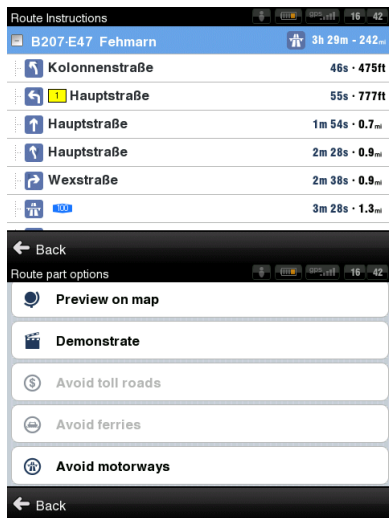 Route Instructions GPS 16 42
B207·E47 Fehmarn 3h 29m - 242mi
Kolonnenstraße 46s · 475ft
1 Hauptstraße 55s · 777ft
Hauptstraße 1m 54s · 0.7mi
Hauptstraße 2m 28s · 0.9mi
Wexstraße 2m 38s · 0.9mi
100 3m 28s · 1.3mi
Back
Route part options GPS 16 42
Preview on map
Demonstrate
$ Avoid toll roads
Avoid ferries
Avoid motorways
Back